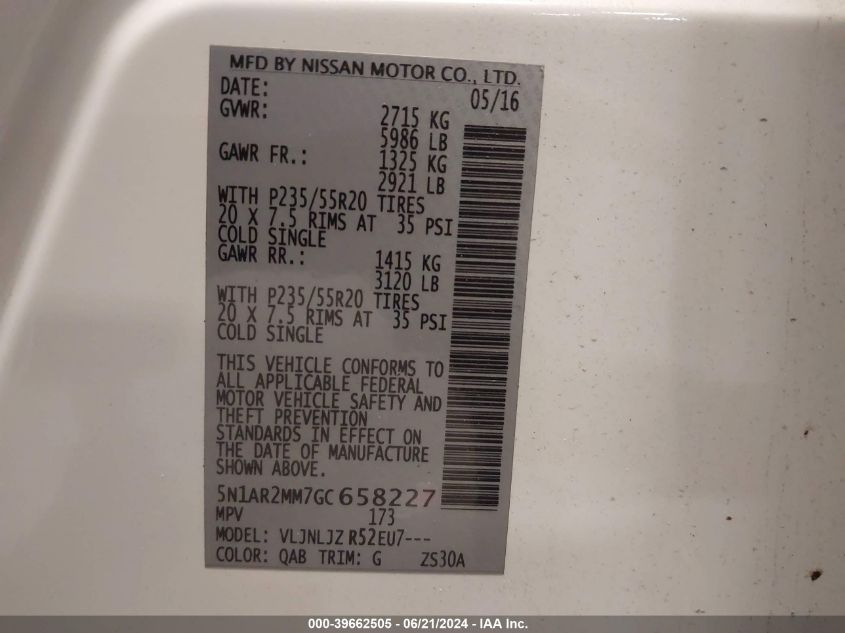 MFD BY NISSAN MOTOR CO., LTD.
DATE: 05/16
GVWR: 2715 KG
5986 LB
GAWR FR.: 1325 KG
2921 LB
WITH P235/55R20 TIRES
20 X 7.5 RIMS AT 35 PSI
COLD SINGLE
GAWR RR.: 1415 KG
3120 LB
WITH P235/55R20 TIRES
20 X 7.5 RIMS AT 35 PSI
COLD SINGLE
THIS VEHICLE CONFORMS TO
ALL APPLICABLE FEDERAL
MOTOR VEHICLE SAFETY AND
THEFT PREVENTION
STANDARDS IN EFFECT ON
THE DATE OF MANUFACTURE
SHOWN ABOVE.
5N1AR2MM7GC658227
MPV 173
MODEL: VLJNLJZ R52EU7---
COLOR: QAB TRIM: G ZS30A
000-39662505 - 06/21/2024 - IAA Inc.